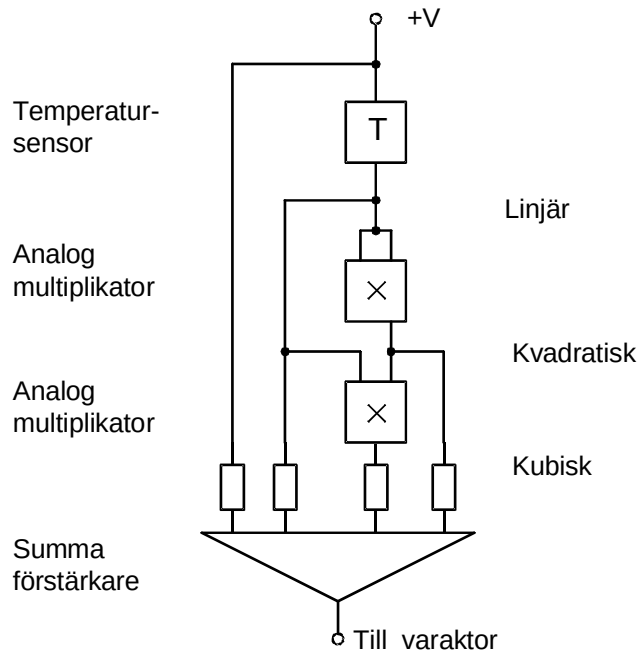 +V
Temperatur-
sensor
T
Linjär
Analog
multiplikator
×
Kvadratisk
Analog
multiplikator
×
Kubisk
Summa
förstärkare
Till varaktor